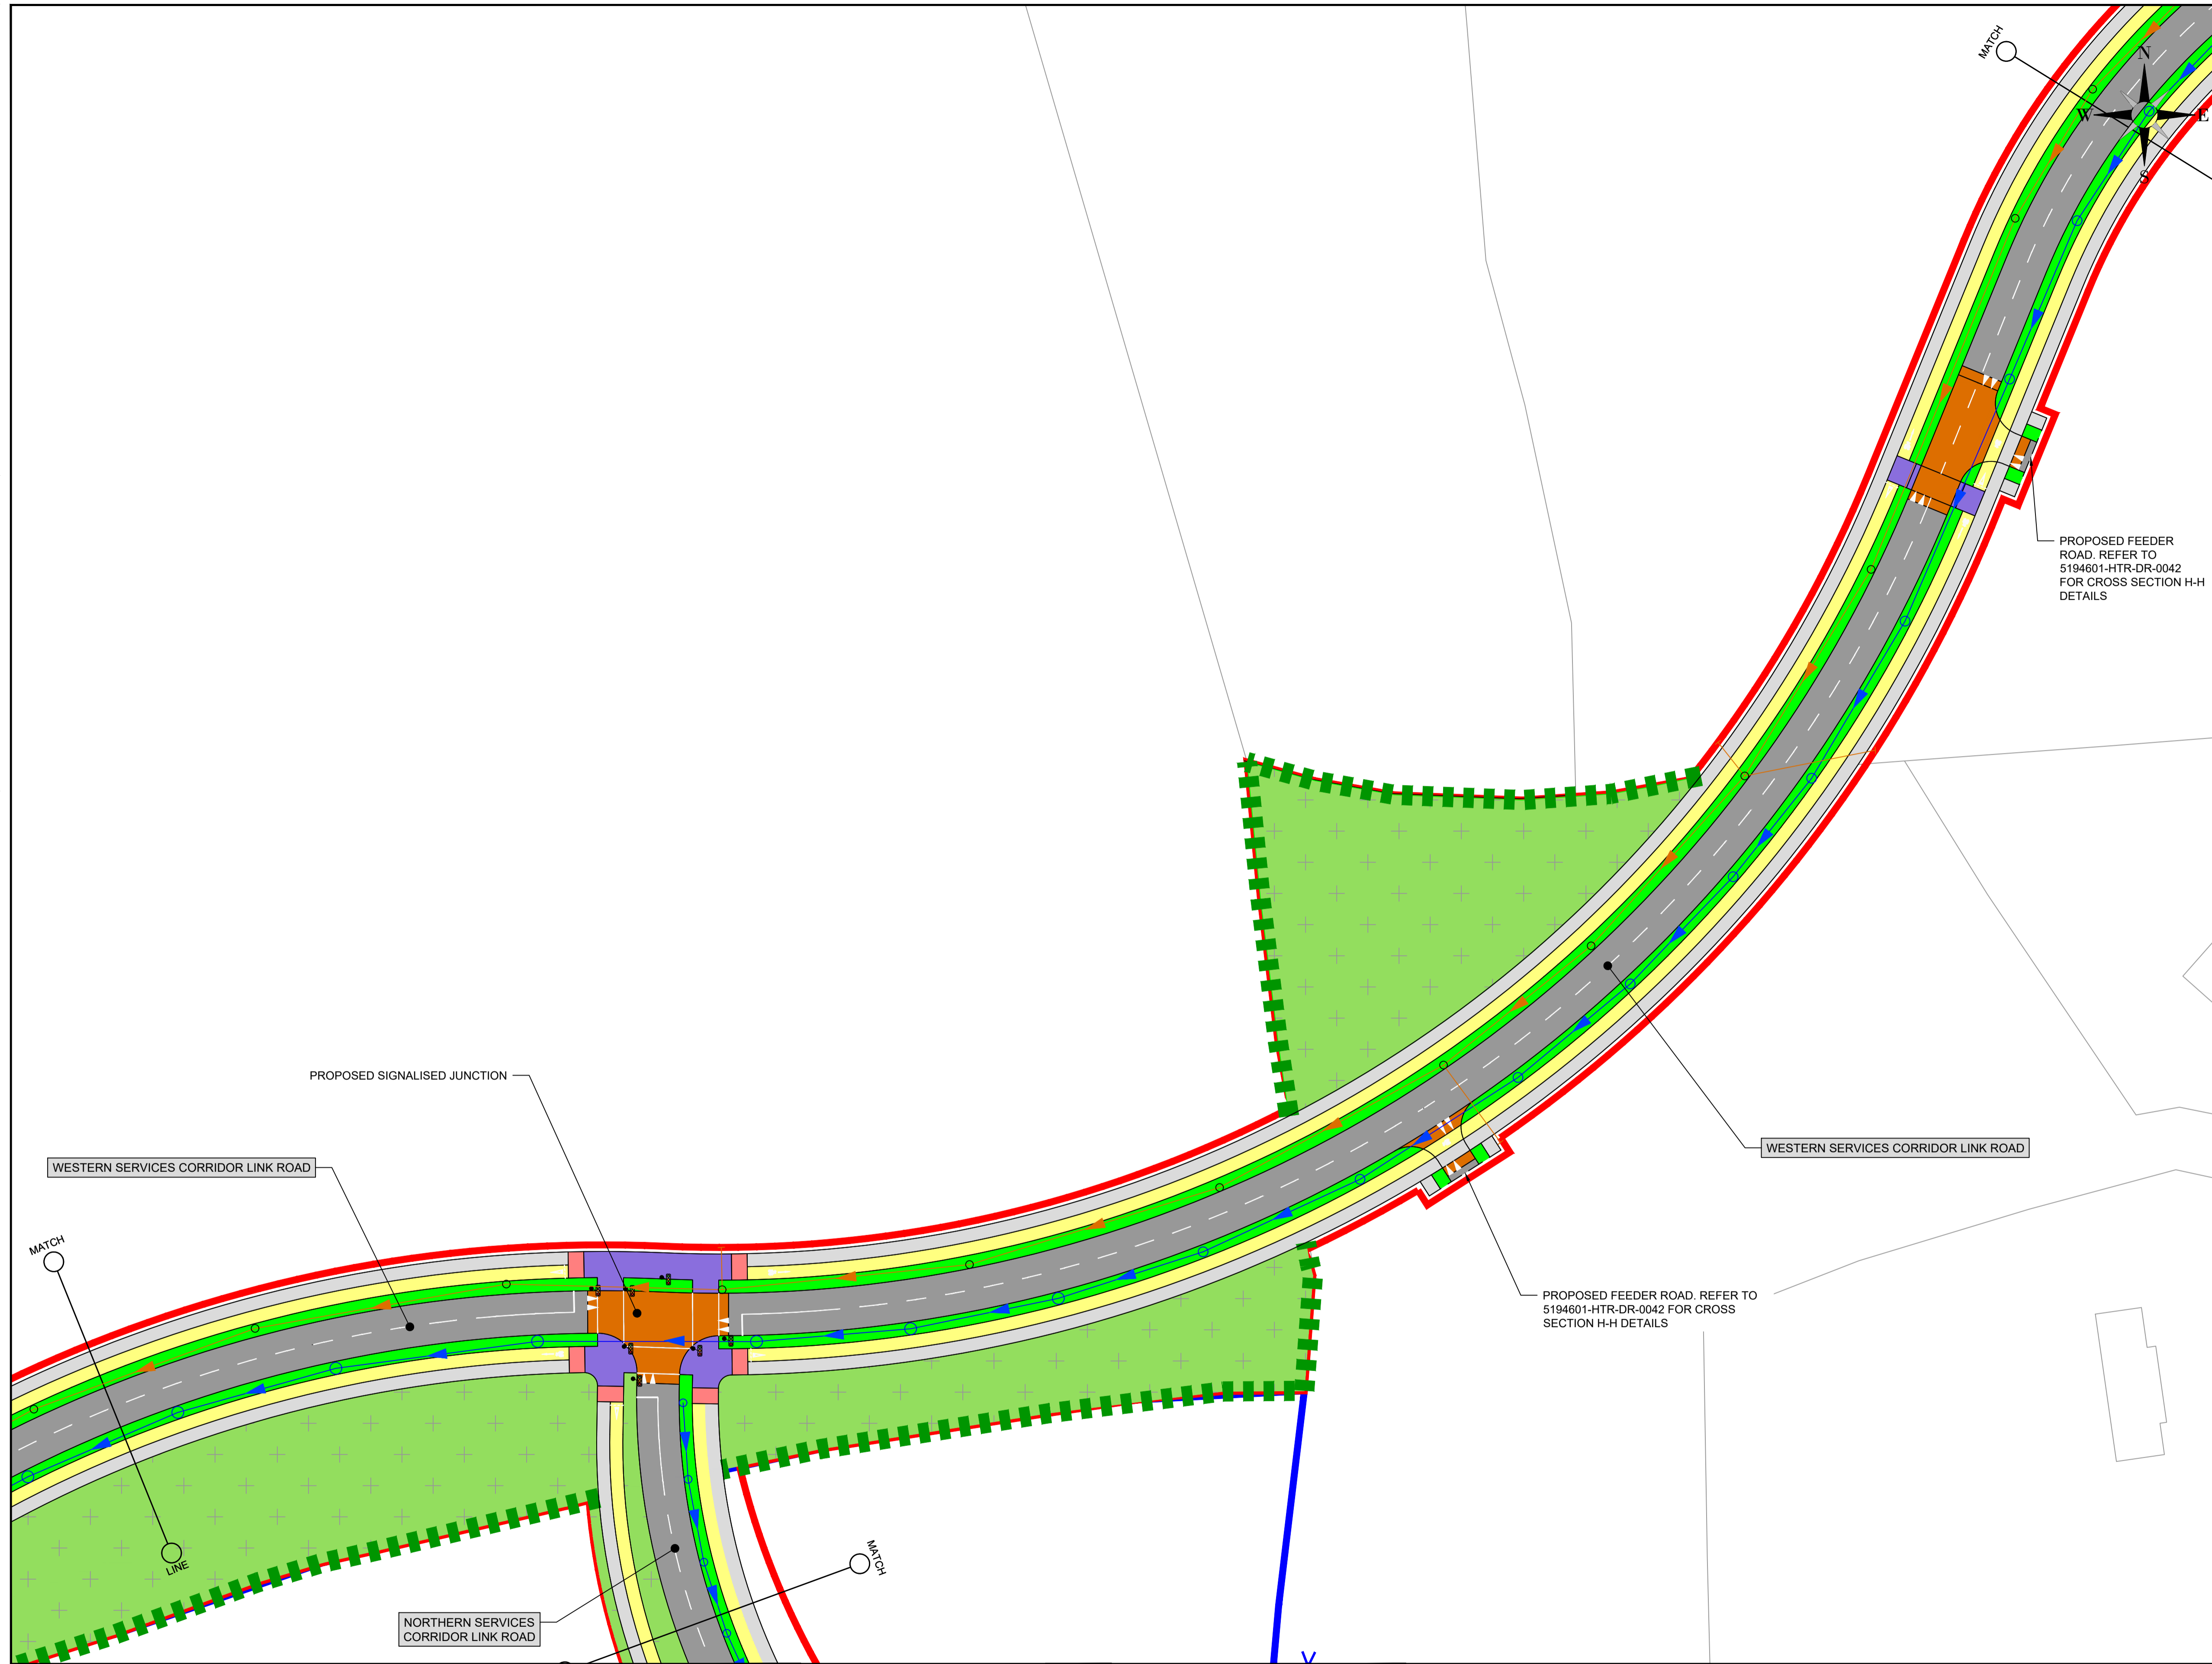 MATCH
N
W
E
S
PROPOSED FEEDER
ROAD. REFER TO
5194601-HTR-DR-0042
FOR CROSS SECTION H-H
DETAILS
PROPOSED SIGNALISED JUNCTION
WESTERN SERVICES CORRIDOR LINK ROAD
WESTERN SERVICES CORRIDOR LINK ROAD
MATCH
PROPOSED FEEDER ROAD. REFER TO
5194601-HTR-DR-0042 FOR CROSS
SECTION H-H DETAILS
LINE
MATCH
NORTHERN SERVICES
CORRIDOR LINK ROAD